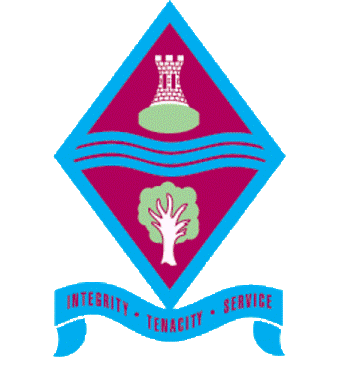 INTEGRITY • TENACITY • SERVICE